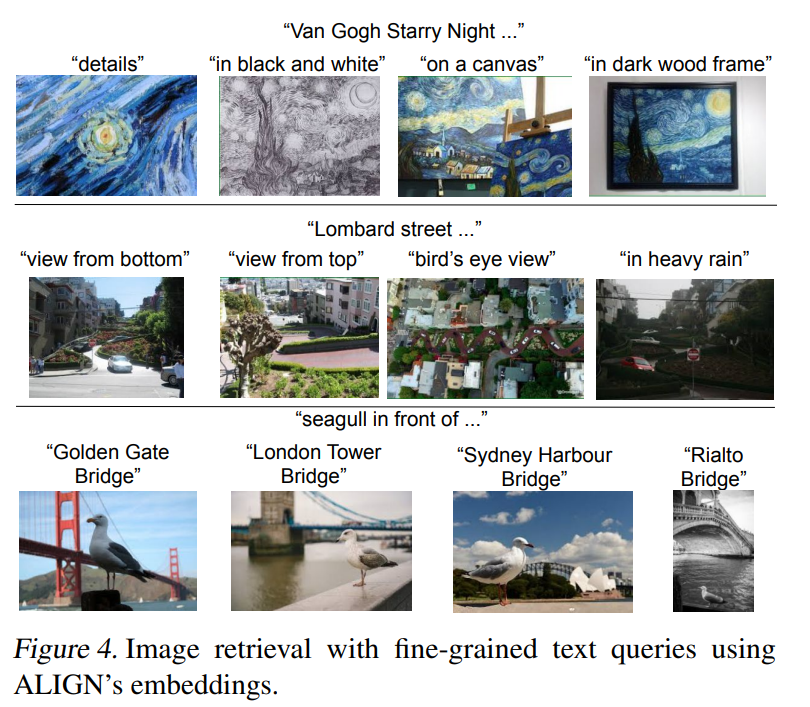 “Van Gogh Starry Night ...”
“details” “in black and white” “on a canvas” “in dark wood frame”
“Lombard street ...”
“view from bottom” “view from top” “bird’s eye view” “in heavy rain”
“seagull in front of ...”
“Golden Gate Bridge” “London Tower Bridge” “Sydney Harbour Bridge” “Rialto Bridge”
Figure 4. Image retrieval with fine-grained text queries using
ALIGN’s embeddings.